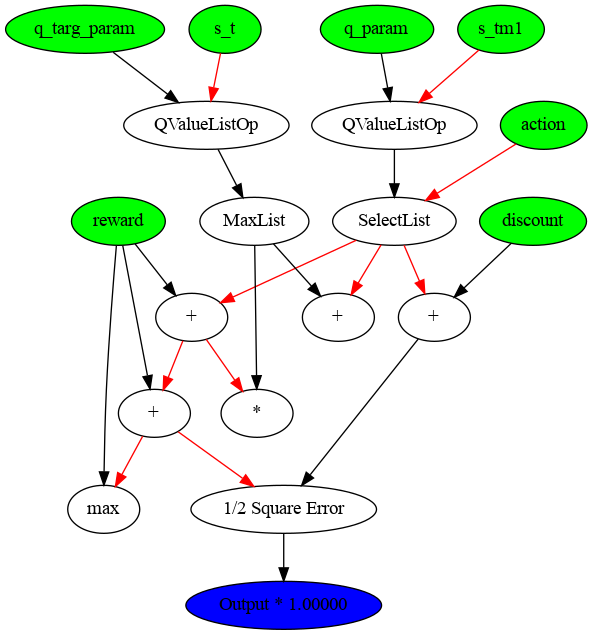 q_targ_param
s_t
q_param
s_tm1
QValueListOp
QValueListOp
action
reward
MaxList
SelectList
discount
+
+
+
+
*
max
1/2 Square Error
Output * 1.00000